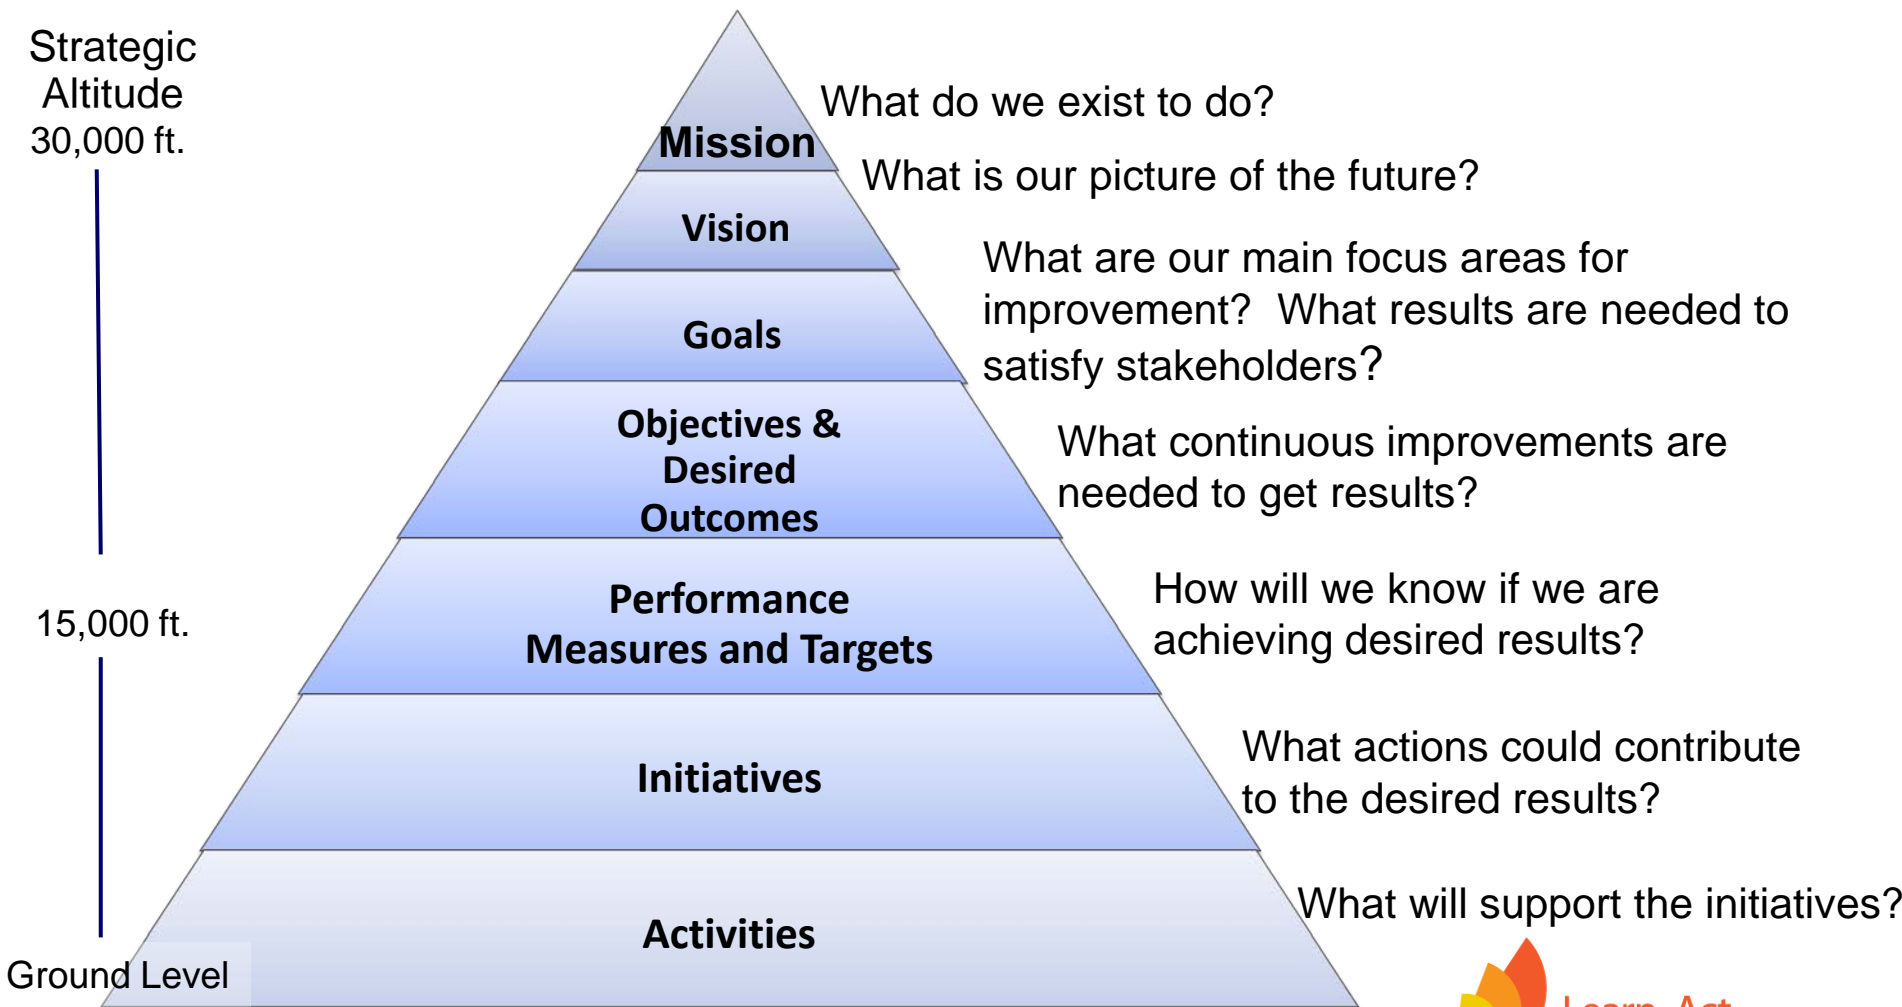 Strategic
Altitude
30,000 ft.
What do we exist to do?
Mission
What is our picture of the future?
Vision
What are our main focus areas for
improvement?  What results are needed to
satisfy stakeholders?
Goals
Objectives &
Desired
Outcomes
What continuous improvements are
needed to get results?
15,000 ft.
Performance
Measures and Targets
How will we know if we are
achieving desired results?
Initiatives
What actions could contribute
to the desired results?
Activities
What will support the initiatives?
Ground Level
Learn. Act.